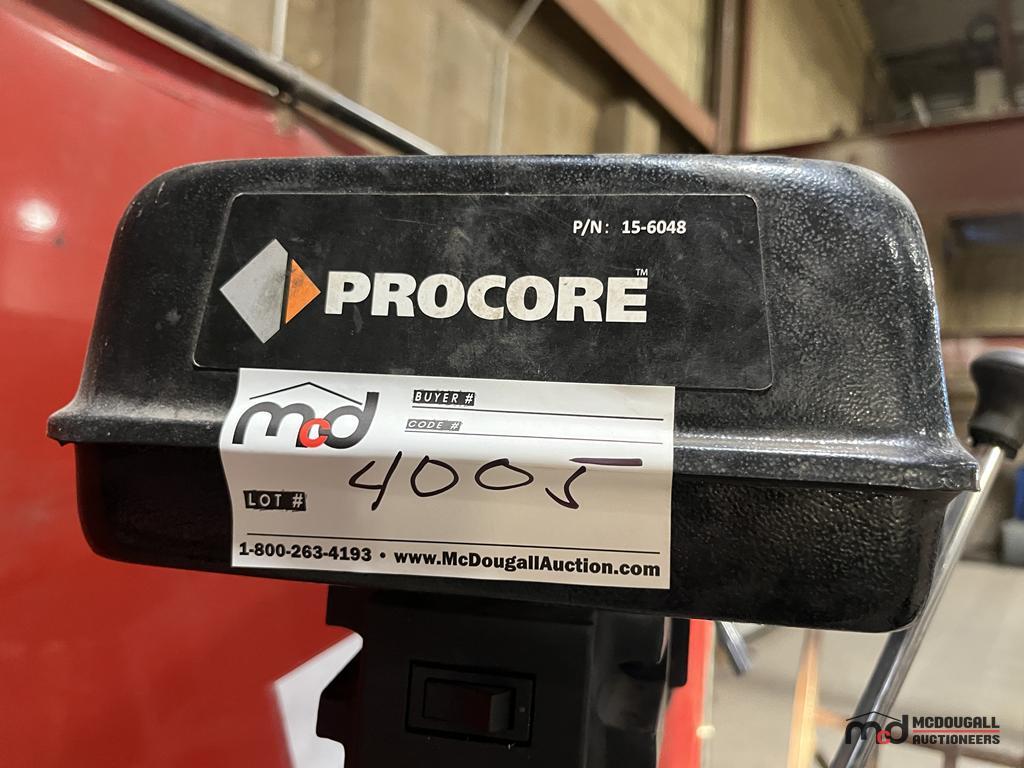 P/N: 15-6048
PROCORE™
mcd
BUYER #
CODE #
LOT # 4005
1-800-263-4193 • www.McDougallAuction.com
mcd MCDOUGALL
AUCTIONEERS